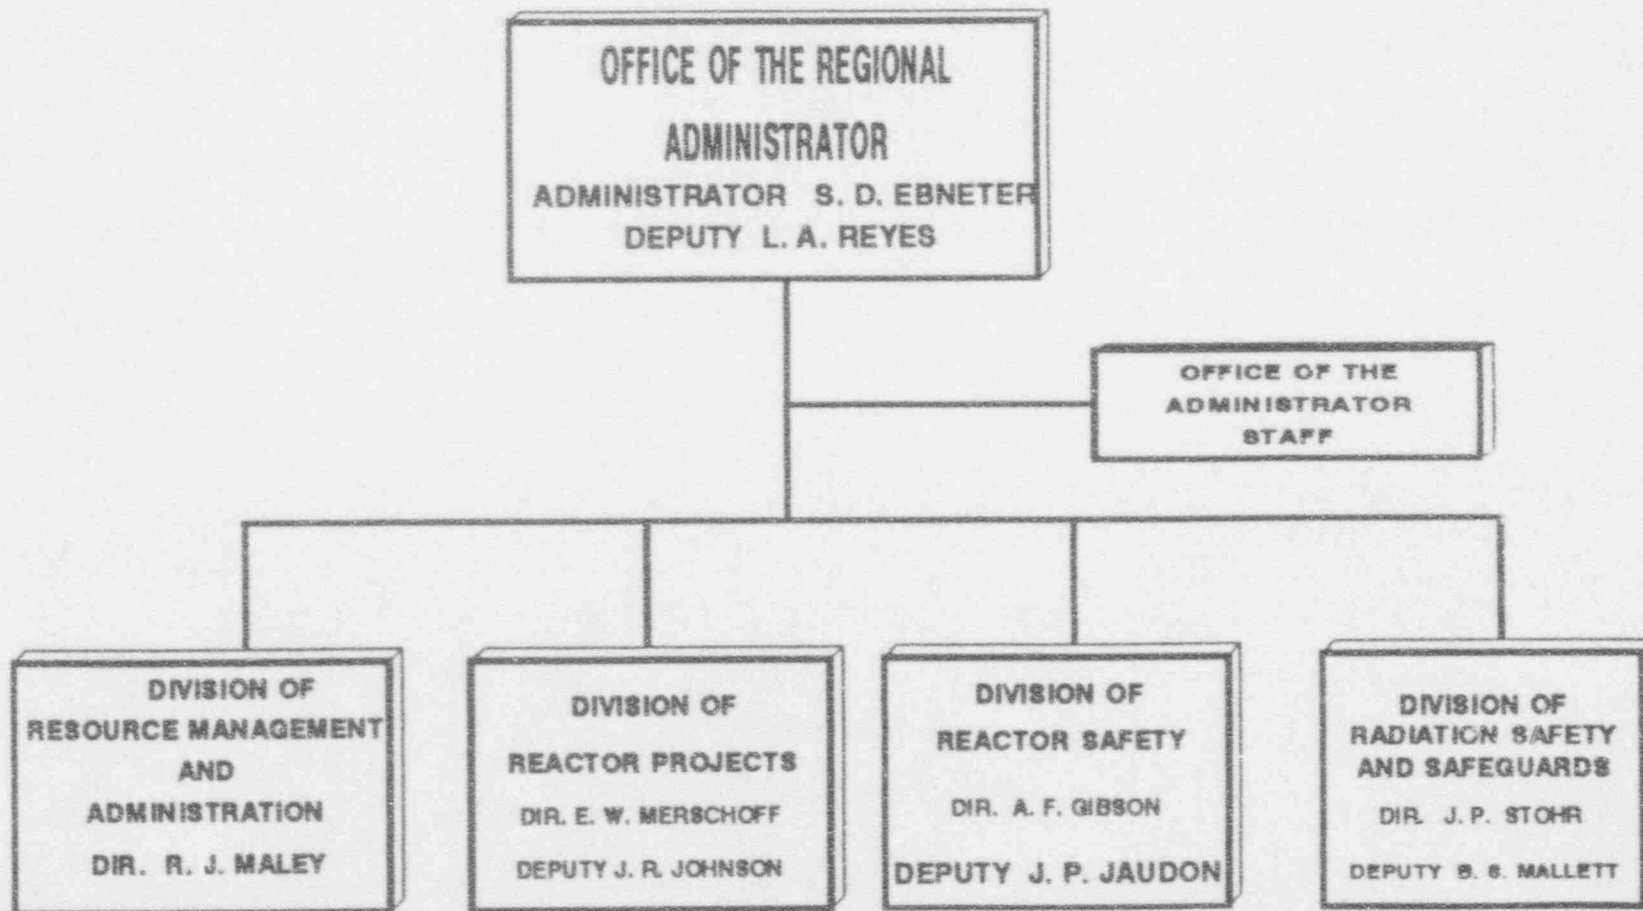 OFFICE OF THE REGIONAL
ADMINISTRATOR
ADMINISTRATOR S. D. EBNETER
DEPUTY L. A. REYES
OFFICE OF THE
ADMINISTRATOR
STAFF
DIVISION OF
RESOURCE MANAGEMENT
AND
ADMINISTRATION
DIR. R. J. MALEY
DIVISION OF
REACTOR PROJECTS
DIR. E. W. MERSCHOFF
DEPUTY J. R. JOHNSON
DIVISION OF
REACTOR SAFETY
DIR. A. F. GIBSON
DEPUTY J. P. JAUDON
DIVISION OF
RADIATION SAFETY
AND SAFEGUARDS
DIR. J. P. STOHR
DEPUTY B. S. MALLETT